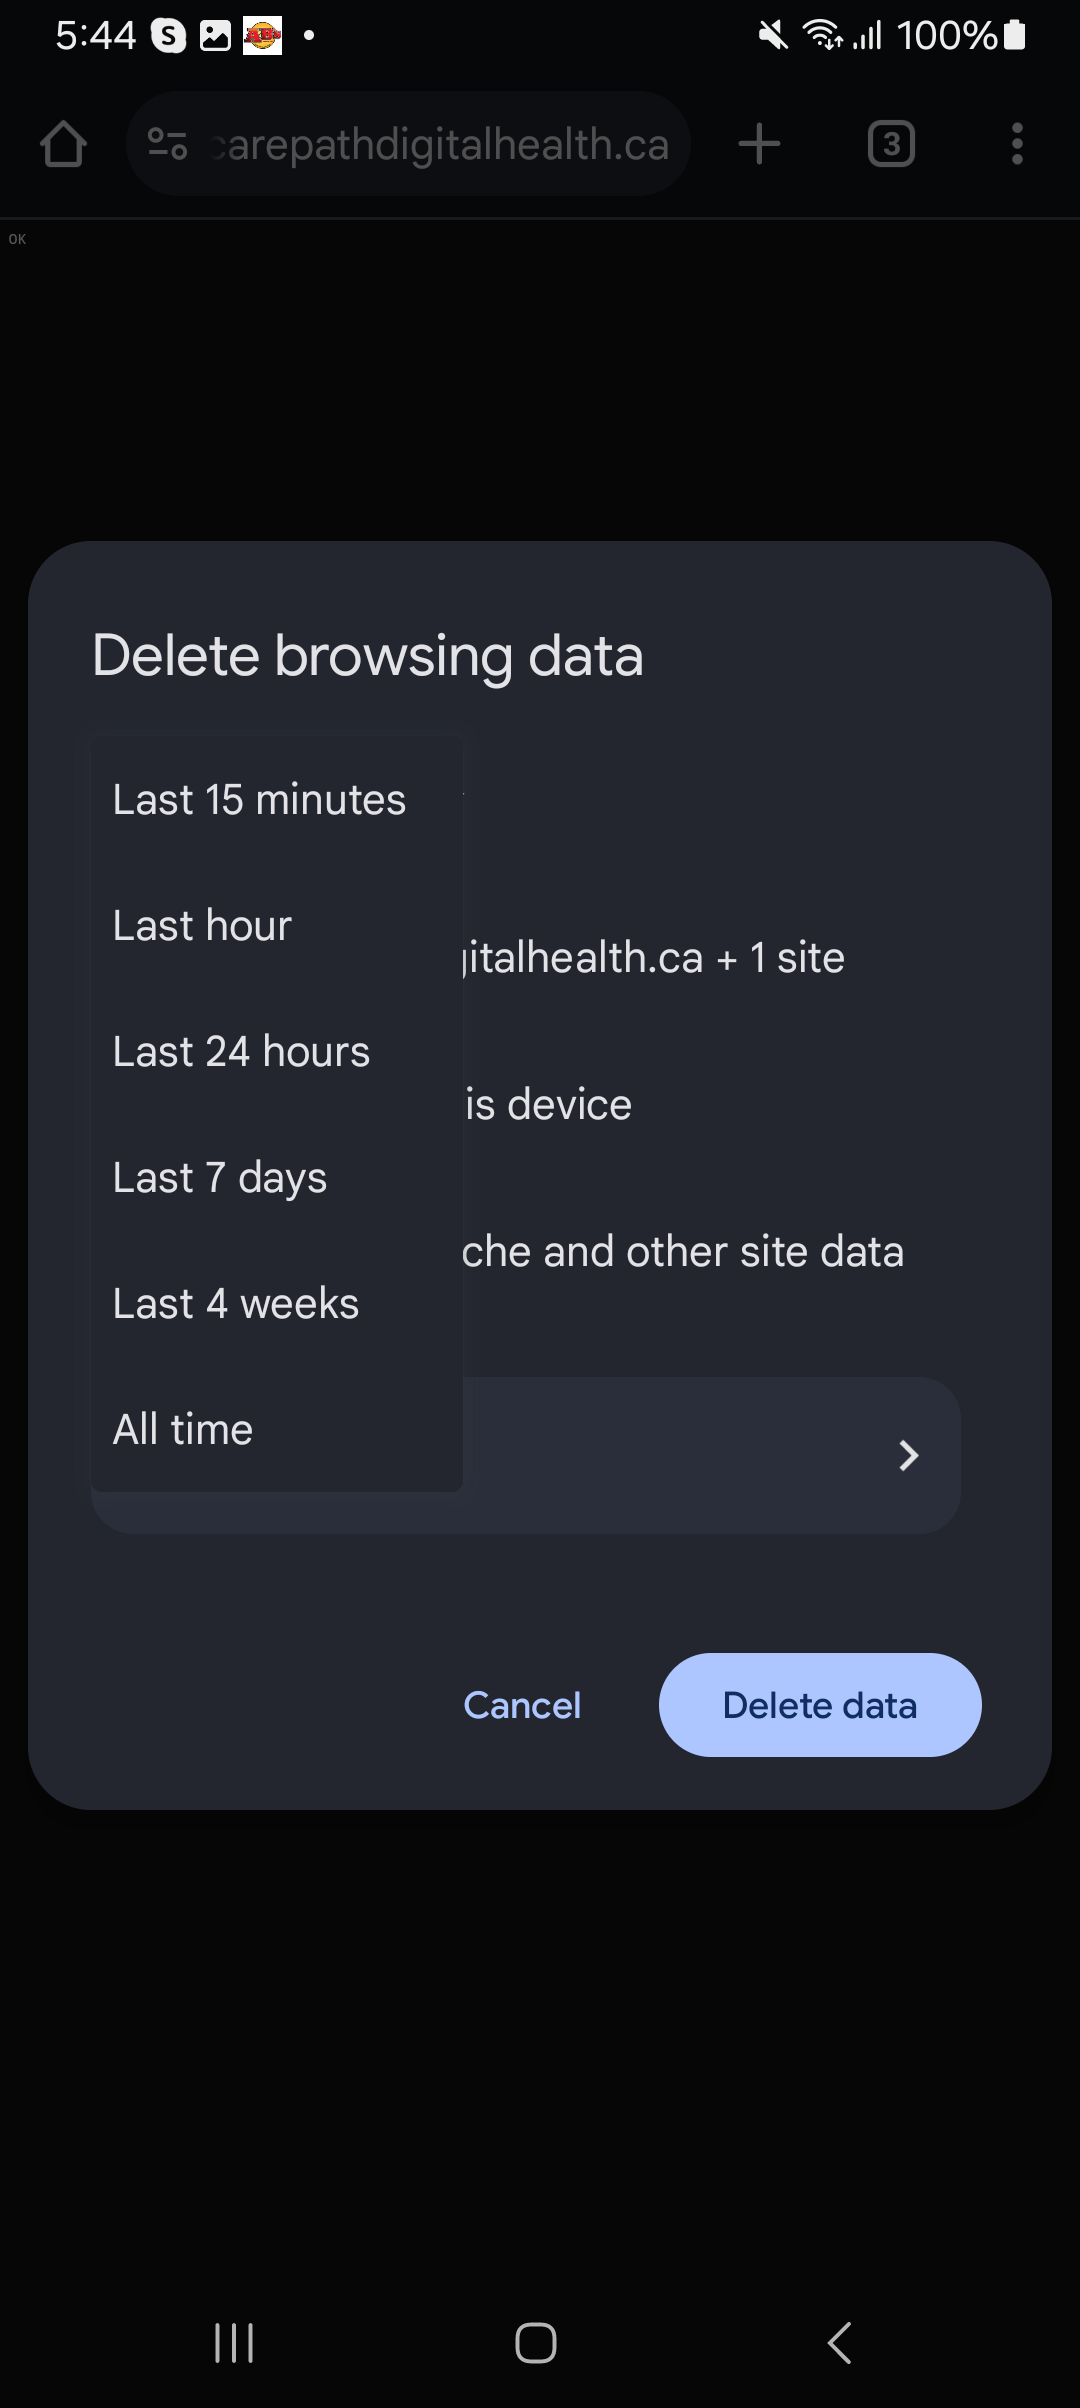 5:44
100%
carepathdigitalhealth.ca
3
OK
Delete browsing data
Last 15 minutes
Last hour
gitalhealth.ca + 1 site
Last 24 hours
is device
Last 7 days
che and other site data
Last 4 weeks
All time
Cancel
Delete data